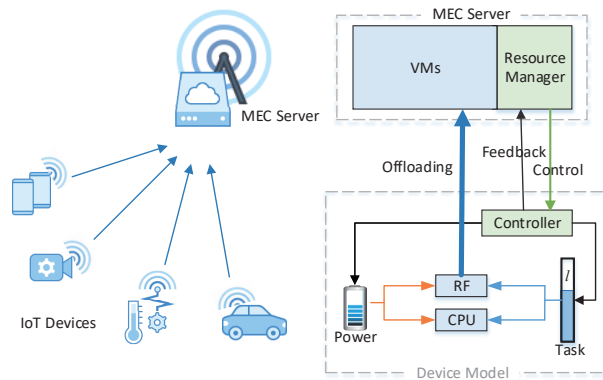 MEC Server
IoT Devices
MEC Server
VMs
Resource
Manager
Offloading
Feedback
Control
Controller
RF
CPU
Power
l
Task
Device Model